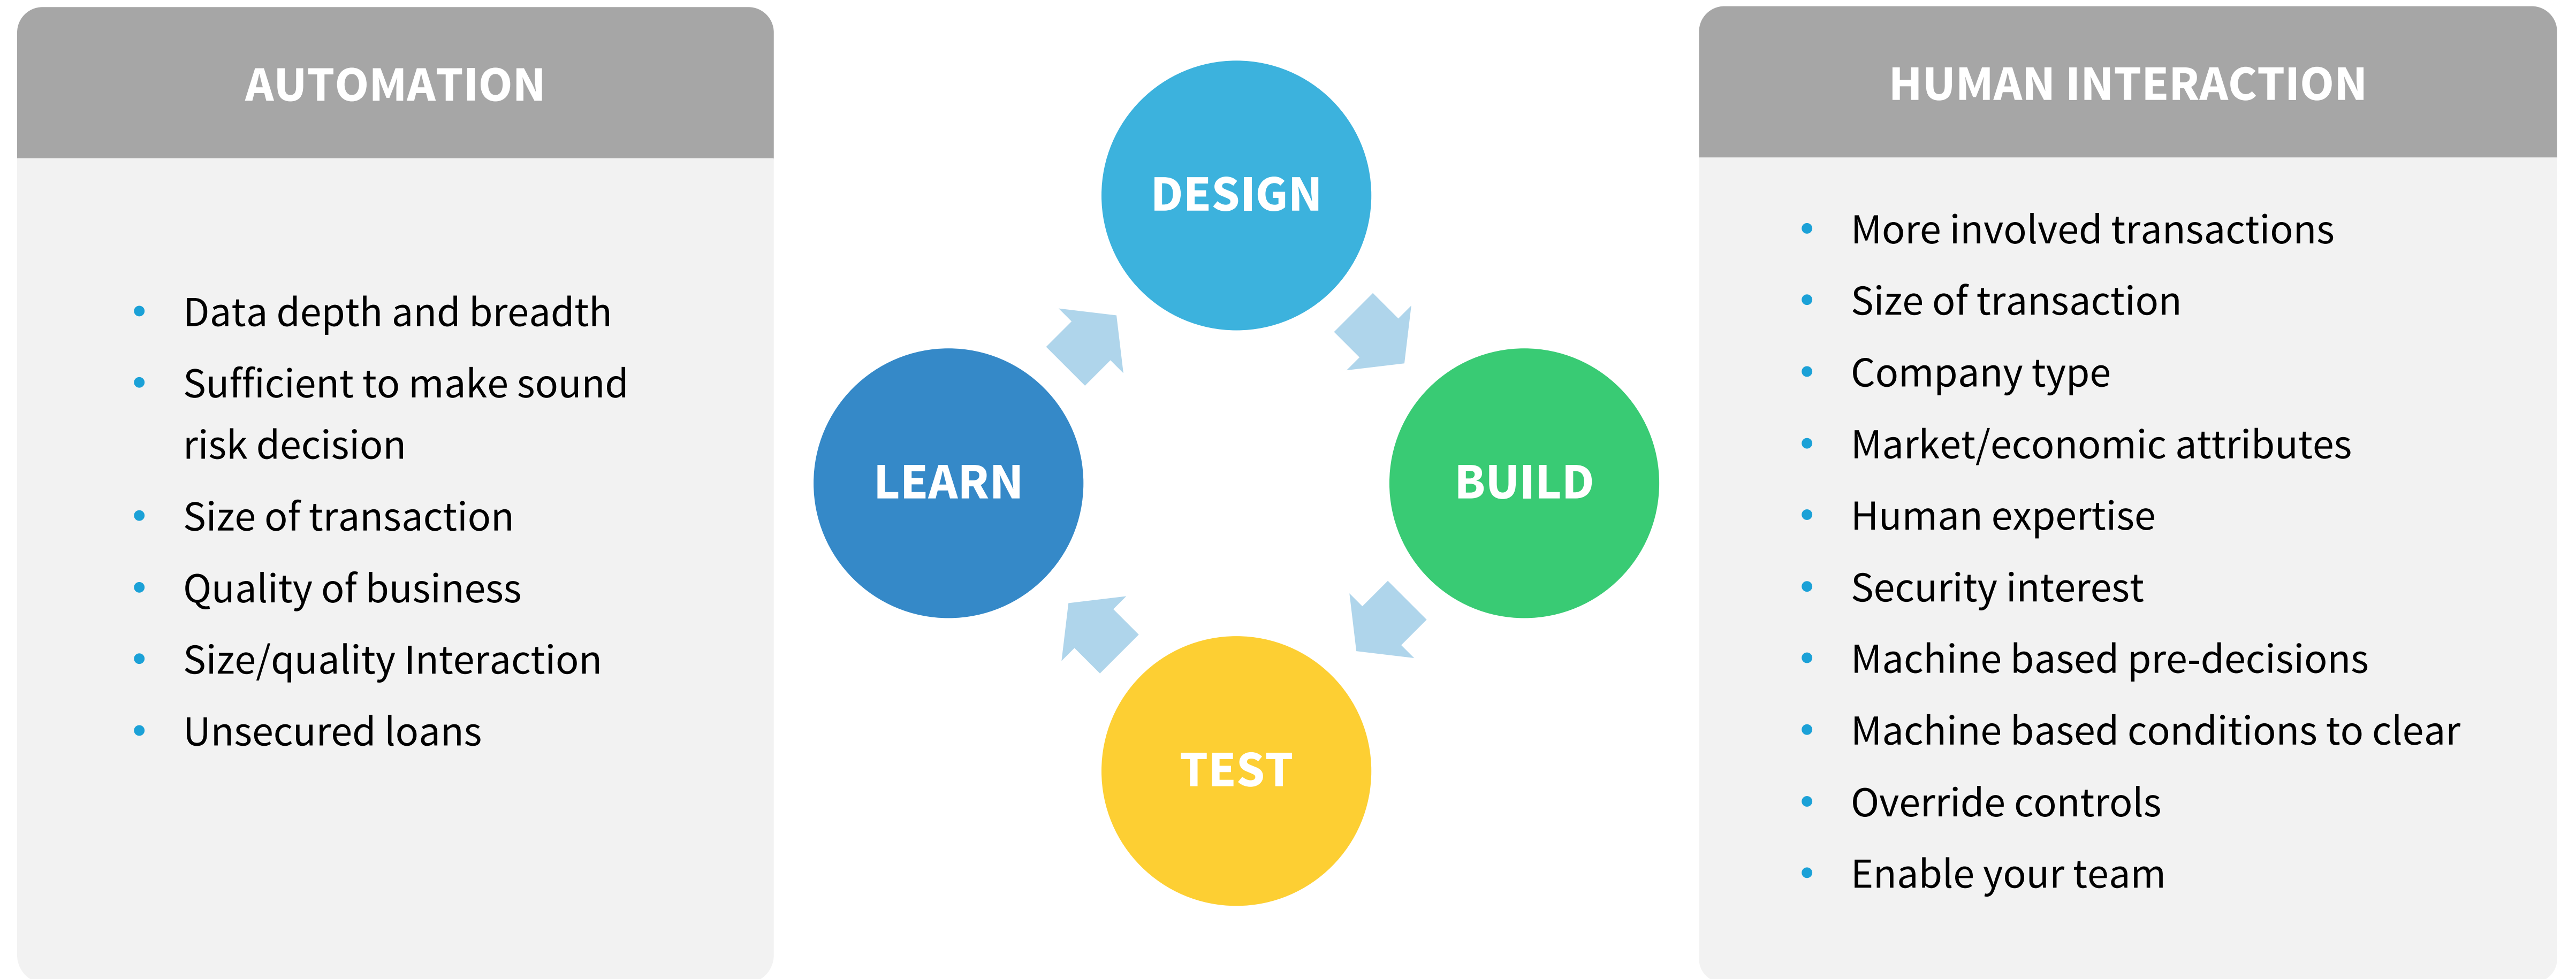 AUTOMATION
• Data depth and breadth
• Sufficient to make sound
risk decision
• Size of transaction
• Quality of business
• Size/quality Interaction
• Unsecured loans
DESIGN
LEARN
BUILD
TEST
HUMAN INTERACTION
• More involved transactions
• Size of transaction
• Company type
• Market/economic attributes
• Human expertise
• Security interest
• Machine based pre-decisions
• Machine based conditions to clear
• Override controls
• Enable your team